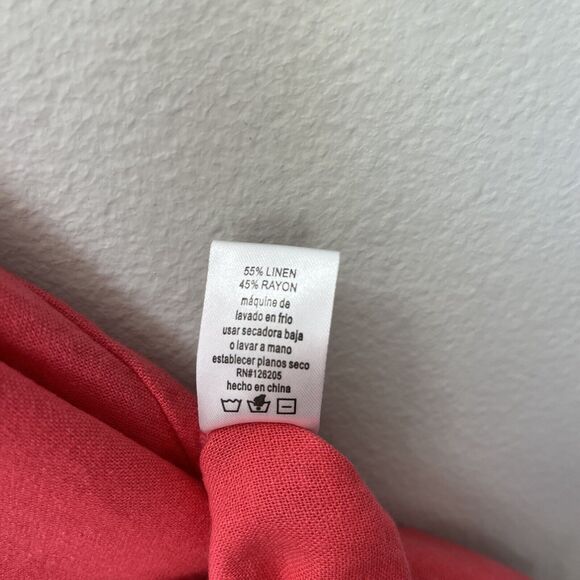 55% LINEN
45% RAYON
máquine de
lavado en frio
usar secadora baja
o lavar a mano
establecer pianos seco
RN#126205
hecho en china